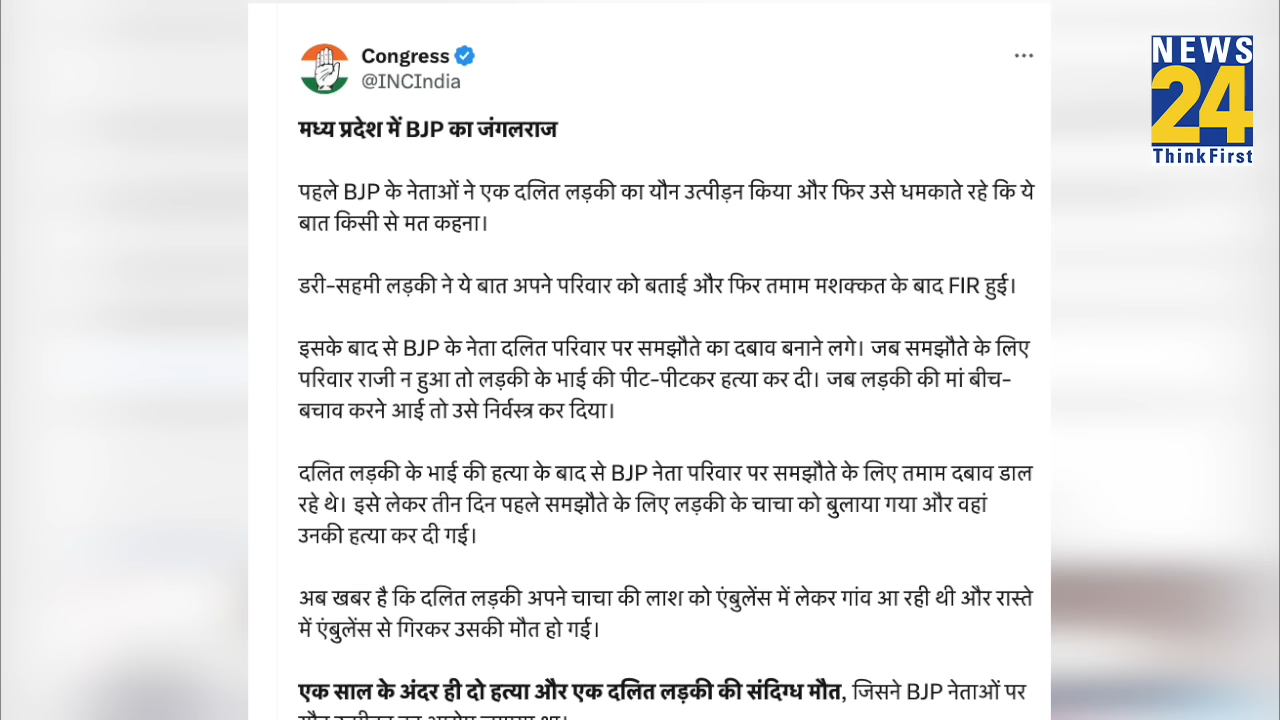 Congress
@INCIndia
NEWS
24
ThinkFirst
मध्य प्रदेश में BJP का जंगलराज
पहले BJP के नेताओं ने एक दलित लड़की का यौन उत्पीड़न किया और फिर उसे धमकाते रहे कि ये
बात किसी से मत कहना।
डरी-सहमी लड़की ने ये बात अपने परिवार को बताई और फिर तमाम मशक्कत के बाद FIR हुई।
इसके बाद से BJP के नेता दलित परिवार पर समझौते का दबाव बनाने लगे। जब समझौते के लिए
परिवार राजी न हुआ तो लड़की के भाई की पीट-पीटकर हत्या कर दी। जब लड़की की मां बीच-
बचाव करने आई तो उसे निर्वस्त्र कर दिया।
दलित लड़की के भाई की हत्या के बाद से BJP नेता परिवार पर समझौते के लिए तमाम दबाव डाल
रहे थे। इसे लेकर तीन दिन पहले समझौते के लिए लड़की के चाचा को बुलाया गया और वहां
उनकी हत्या कर दी गई।
अब खबर है कि दलित लड़की अपने चाचा की लाश को एंबुलेंस में लेकर गांव आ रही थी और रास्ते
में एंबुलेंस से गिरकर उसकी मौत हो गई।
एक साल के अंदर ही दो हत्या और एक दलित लड़की की संदिग्ध मौत, जिसने BJP नेताओं पर